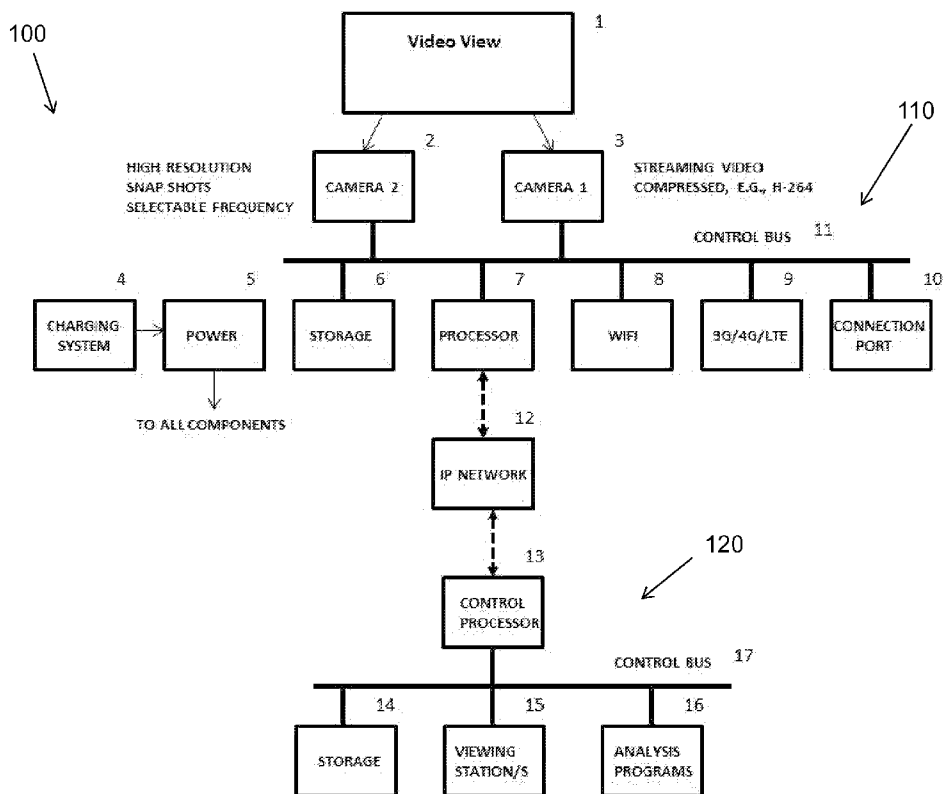 100
1
Video View
110
2
3
HIGH RESOLUTION
SNAP SHOTS
SELECTABLE FREQUENCY
CAMERA 2
CAMERA 1
STREAMING VIDEO
COMPRESSED, E.G., H-264
CONTROL BUS 11
4
5
6
7
8
9
10
CHARGING
SYSTEM
POWER
STORAGE
PROCESSOR
WIFI
3G/4G/LTE
CONNECTION
PORT
TO ALL COMPONENTS
12
IP NETWORK
13
120
CONTROL
PROCESSOR
CONTROL BUS 17
14
15
16
STORAGE
VIEWING
STATION/S
ANALYSIS
PROGRAMS